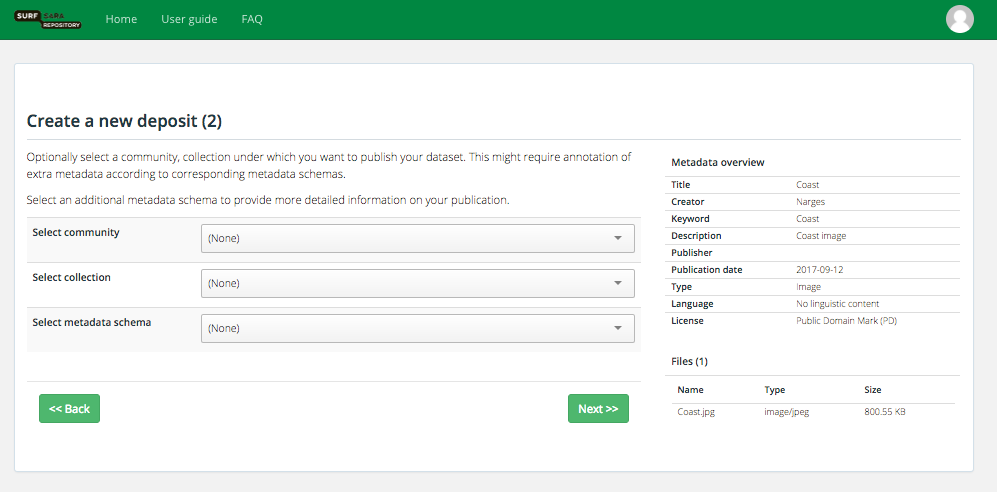 SURF SARA
REPOSITORY
Home
User guide
FAQ
Create a new deposit (2)
Optionally select a community, collection under which you want to publish your dataset. This might require annotation of
extra metadata according to corresponding metadata schemas.
Select an additional metadata schema to provide more detailed information on your publication.
Select community
(None)
Select collection
(None)
Select metadata schema
(None)
<< Back
Next >>
Metadata overview
Title Coast
Creator Narges
Keyword Coast
Description Coast image
Publisher
Publication date 2017-09-12
Type Image
Language No linguistic content
License Public Domain Mark (PD)
Files (1)
Name Type Size
Coast.jpg image/jpeg 800.55 KB